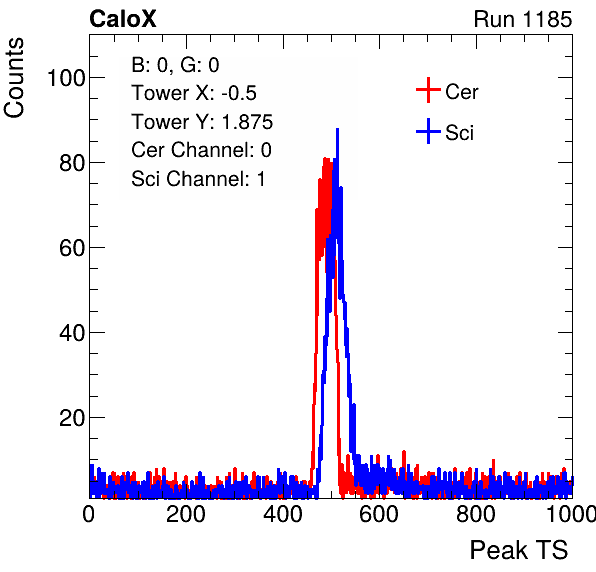 CaloX
Run 1185
Counts
B: 0, G: 0
Tower X: -0.5
Tower Y: 1.875
Cer Channel: 0
Sci Channel: 1
Cer
Sci
100
80
60
40
20
0 200 400 600 800 1000
Peak TS